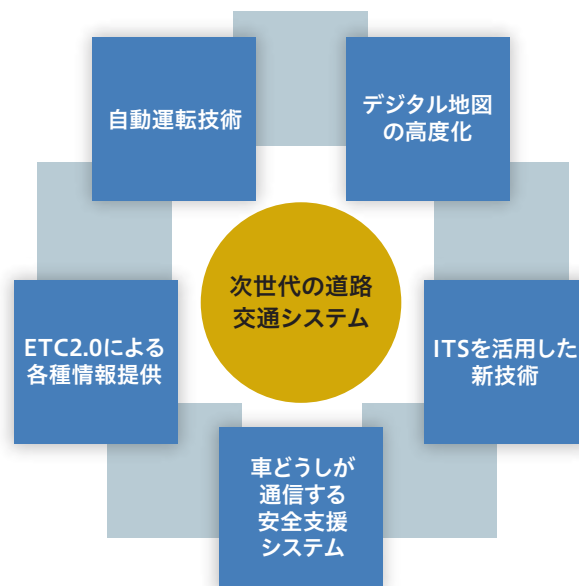 自動運転技術
デジタル地図
の高度化
次世代の道路
交通システム
ETC2.0による
各種情報提供
ITSを活用した
新技術
車どうしが
通信する
安全支援
システム